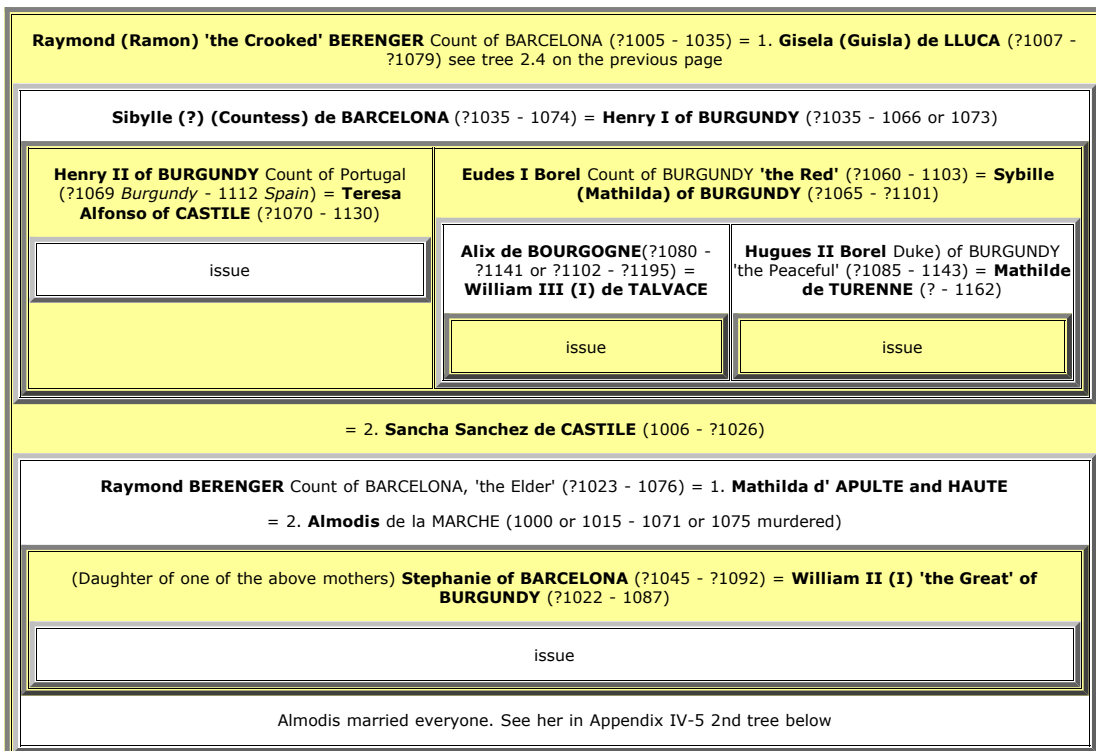 Raymond (Ramon) 'the Crooked' BERENGER Count of BARCELONA (?1005 - 1035) = 1. Gisela (Guisla) de LLUCA (?1007 -
?1079) see tree 2.4 on the previous page
Sibylle (?) (Countess) de BARCELONA (?1035 - 1074) = Henry I of BURGUNDY (?1035 - 1066 or 1073)
Henry II of BURGUNDY Count of Portugal
(?1069 Burgundy - 1112 Spain) = Teresa
Alfonso of CASTILE (?1070 - 1130)
issue
Eudes I Borel Count of BURGUNDY 'the Red' (?1060 - 1103) = Sybille
(Mathilda) of BURGUNDY (?1065 - ?1101)
Alix de BOURGOGNE(?1080 -
?1141 or ?1102 - ?1195) =
William III (I) de TALVACE
issue
Hugues II Borel Duke) of BURGUNDY
'the Peaceful' (?1085 - 1143) = Mathilde
de TURENNE (? - 1162)
issue
= 2. Sancha Sanchez de CASTILE (1006 - ?1026)
Raymond BERENGER Count of BARCELONA, 'the Elder' (?1023 - 1076) = 1. Mathilda d' APULTE and HAUTE
= 2. Almodis de la MARCHE (1000 or 1015 - 1071 or 1075 murdered)
(Daughter of one of the above mothers) Stephanie of BARCELONA (?1045 - ?1092) = William II (I) 'the Great' of
BURGUNDY (?1022 - 1087)
issue
Almodis married everyone. See her in Appendix IV-5 2nd tree below